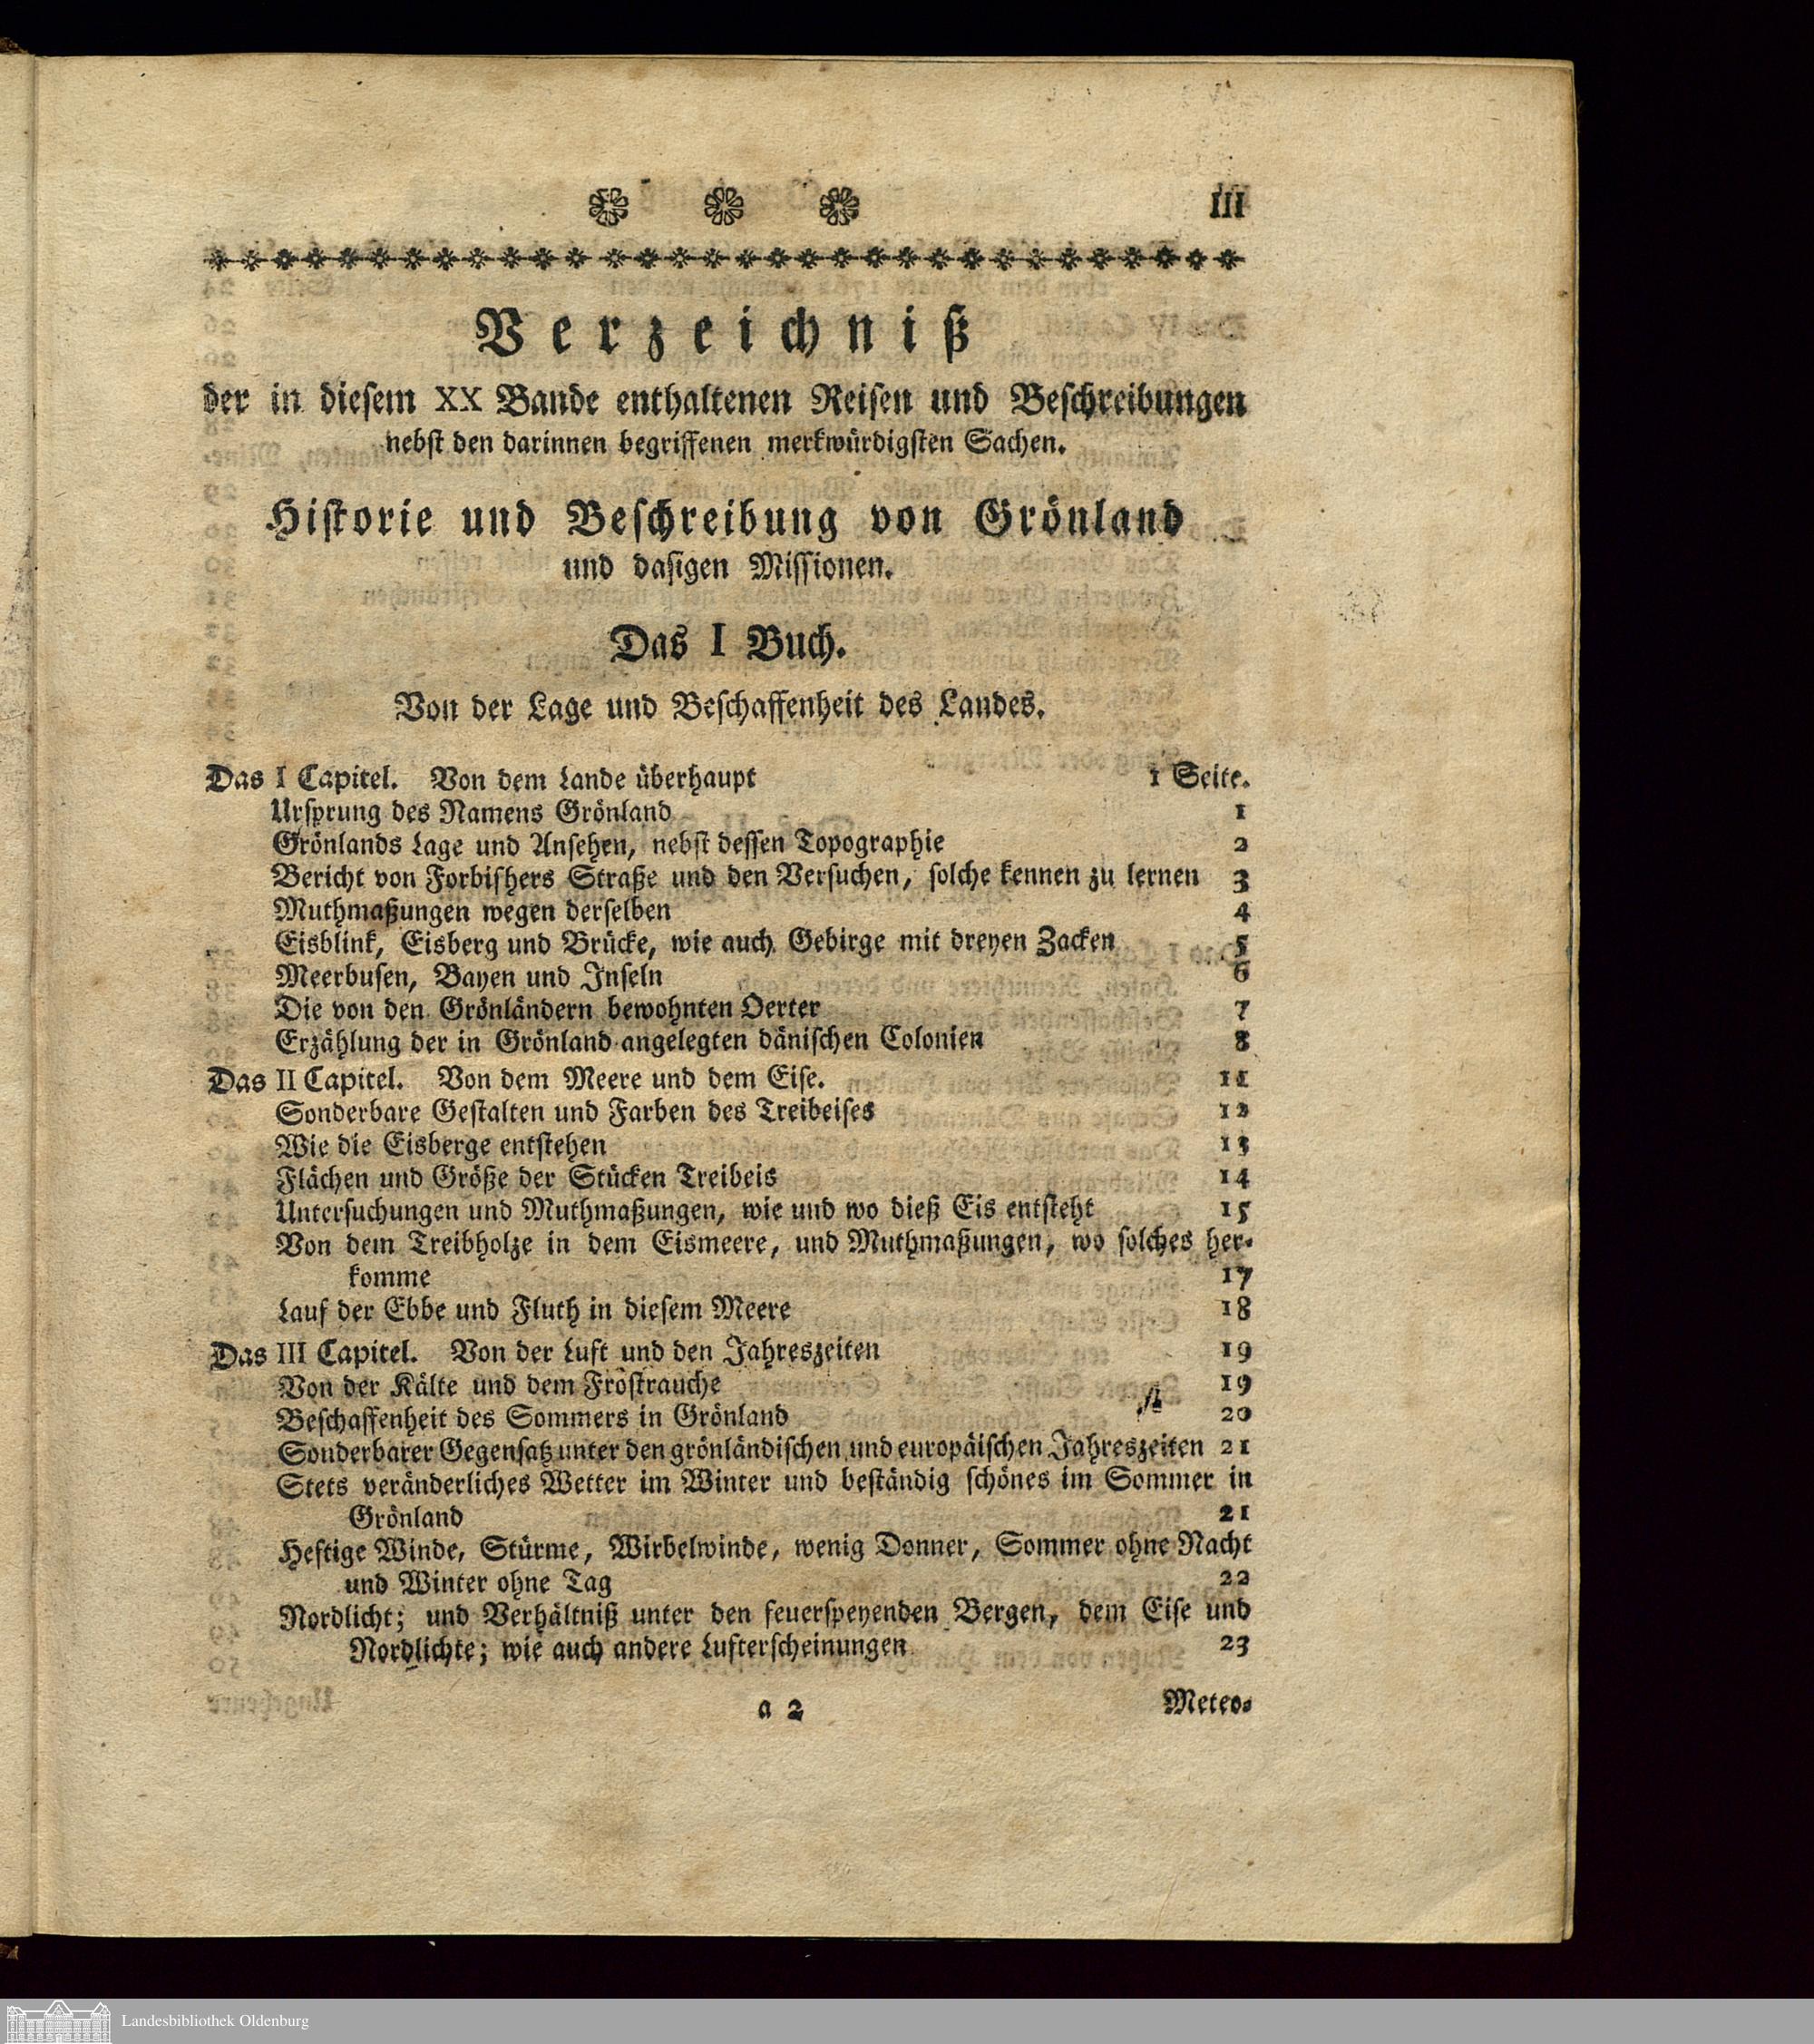 III
Verzeichniß
der in diesem XX Bande enthaltenen Reisen und Beschreibungen
nebst den darinnen begriffenen merkwürdigsten Sachen.
Historie und Beschreibung von Grönland
und dasigen Missionen.
Das I Buch.
Von der Lage und Beschaffenheit des Landes.
Das I Capitel. Von dem Lande überhaupt 1 Seite.
Ursprung des Namens Grönland 1
Grönlands Lage und Ansehen, nebst dessen Topographie 2
Bericht von Forbishers Straße und den Versuchen, solche kennen zu lernen 3
Muthmaßungen wegen derselben 4
Eisblink, Eisberg und Brücke, wie auch Gebirge mit dreyen Zacken 5
Meerbusen, Bayen und Inseln 6
Die von den Grönländern bewohnten Oerter 7
Erzählung der in Grönland angelegten dänischen Colonien 8
Das II Capitel. Von dem Meere und dem Eise. 11
Sonderbare Gestalten und Farben des Treibeises 12
Wie die Eisberge entstehen 13
Flächen und Größe der Stücken Treibeis 14
Untersuchungen und Muthmaßungen, wie und wo dieß Eis entsteht 15
Von dem Treibholze in dem Eismeere, und Muthmaßungen, wo solches her-
komme 17
Lauf der Ebbe und Fluth in diesem Meere 18
Das III Capitel. Von der Luft und den Jahreszeiten 19
Von der Kälte und dem Frostrauche 19
Beschaffenheit des Sommers in Grönland 20
Sonderbarer Gegensatz unter den grönländischen und europäischen Jahreszeiten 21
Stets veränderliches Wetter im Winter und beständig schönes im Sommer in
Grönland 21
Heftige Winde, Stürme, Wirbelwinde, wenig Donner, Sommer ohne Nacht
und Winter ohne Tag 22
Nordlicht; und Verhältniß unter den feuerspeyenden Bergen, dem Eise und
Nordlichte; wie auch andere Lufterscheinungen 23
a 2 Meteo-
Landesbibliothek Oldenburg